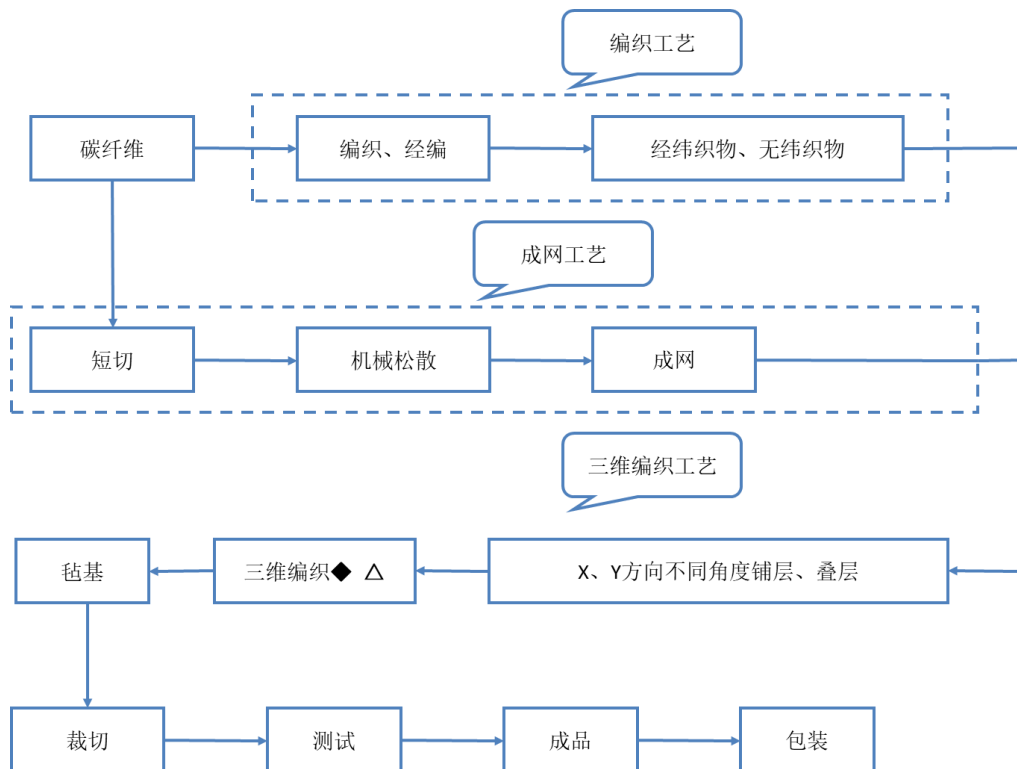 编织工艺
碳纤维
编织、经编
经纬织物、无纬织物
成网工艺
短切
机械松散
成网
三维编织工艺
毡基
三维编织◆ △
X、Y方向不同角度铺层、叠层
裁切
测试
成品
包装